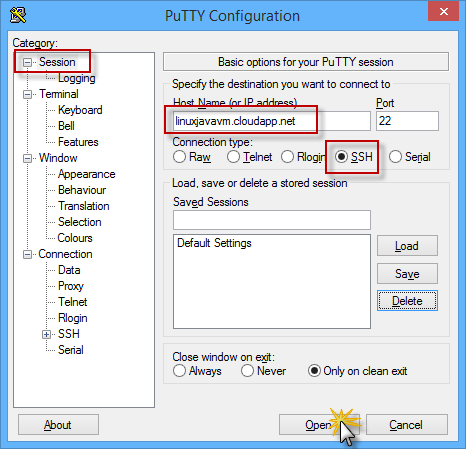 PuTTY Configuration
Category:
Session
Logging
Terminal
Keyboard
Bell
Features
Window
Appearance
Behaviour
Translation
Selection
Colours
Connection
Data
Proxy
Telnet
Rlogin
SSH
Serial
Basic options for your PuTTY session
Specify the destination you want to connect to
Host Name (or IP address) Port
linuxjavavm.cloudapp.net 22
Connection type:
Raw Telnet Rlogin SSH Serial
Load, save or delete a stored session
Saved Sessions
Default Settings
Load
Save
Delete
Close window on exit:
Always Never Only on clean exit
About Open Cancel